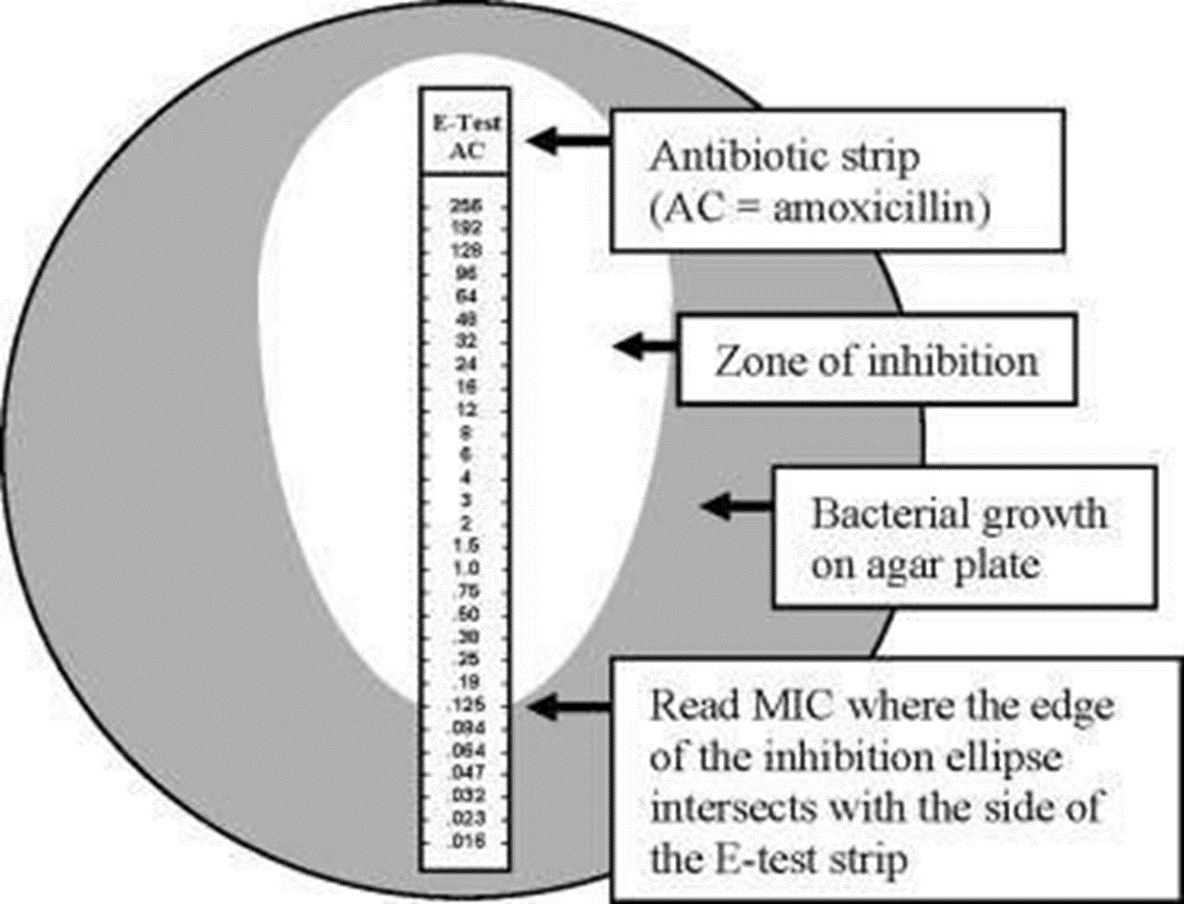 E-Test
AC
256
192
128
96
64
48
32
24
16
12
8
6
4
3
2
1.5
1.0
.75
.50
.38
.25
.19
.125
.094
.064
.047
.032
.023
.016
Antibiotic strip
(AC = amoxicillin)
Zone of inhibition
Bacterial growth
on agar plate
Read MIC where the edge
of the inhibition ellipse
intersects with the side of
the E-test strip